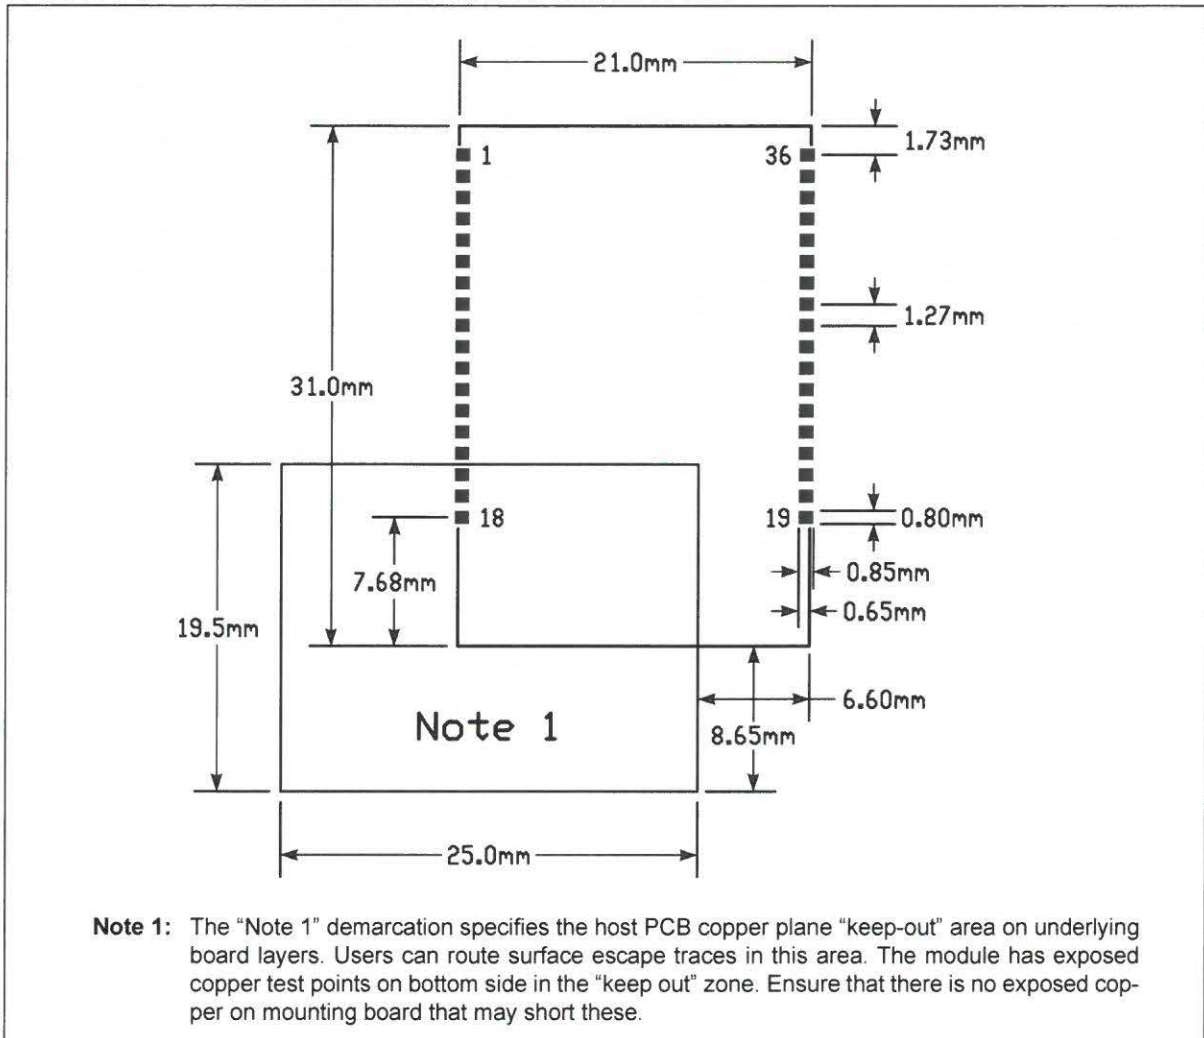 21.0mm
1.73mm
1
36
1.27mm
31.0mm
18
19
0.80mm
7.68mm
0.85mm
0.65mm
19.5mm
6.60mm
8.65mm
Note 1
25.0mm
Note 1: The “Note 1” demarcation specifies the host PCB copper plane “keep-out” area on underlying
board layers. Users can route surface escape traces in this area. The module has exposed
copper test points on bottom side in the “keep out” zone. Ensure that there is no exposed cop-
per on mounting board that may short these.